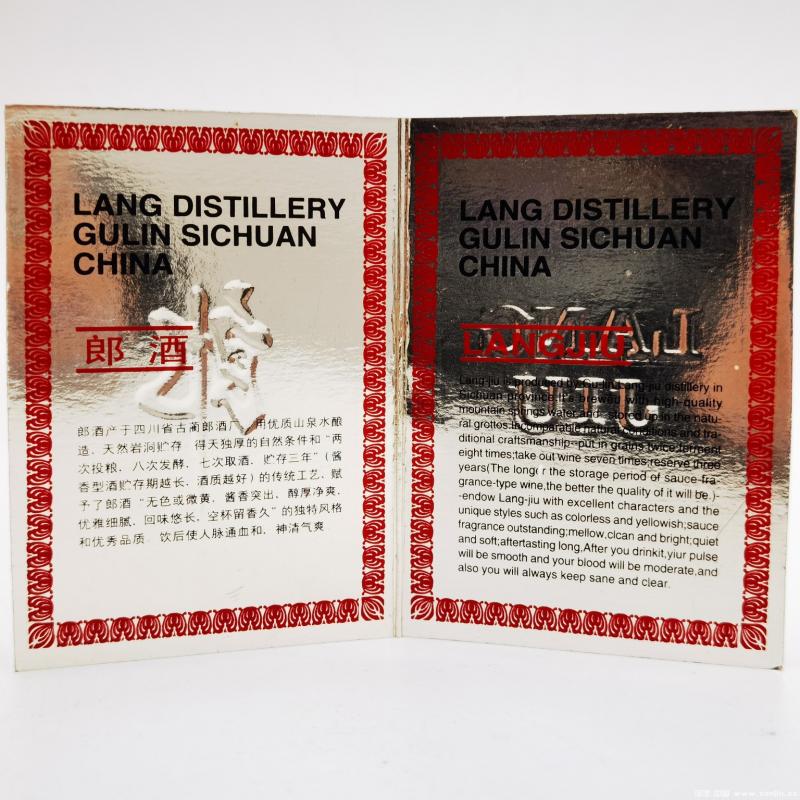 LANG DISTILLERY
GULIN SICHUAN
CHINA
郎 酒
郎酒产于四川省古蔺郎酒厂 用优质山泉水酿
造，天然岩洞贮存 得天独厚的自然条件和“两
次投粮，八次发酵，七次取酒，贮存三年”（酱
香型酒贮存期越长，酒质越好）的传统工艺，赋
予了郎酒“无色或微黄，酱香突出，醇厚净爽，
优雅细腻，回味悠长，空杯留香久”的独特风格
和优秀品质 饮后使人脉通血和，神清气爽
LANG DISTILLERY
GULIN SICHUAN
CHINA
LANGJIU
Lang-jiu is produced by Gu-lin Lang-jiu distillery in
Sichuan province.It is brewed with high-quality
mountain springs water,and stored up in the natu-
ral grottes.Incomparable natural conditions and tra-
ditional craftsmanship--put in grains twice;ferment
eight times;take out wine seven times;reserve three
years(The longer the storage period of sauce-fra-
grance-type wine,the better the quality of it will be.)-
-endow Lang-jiu with excellent characters and the
unique styles such as colorless and yellowish;sauce
fragrance outstanding;mellow,clcan and bright;quiet
and soft;aftertasting long,After you drinkit,yiur pulse
will be smooth and your blood will be moderate,and
also you will always keep sane and clear.